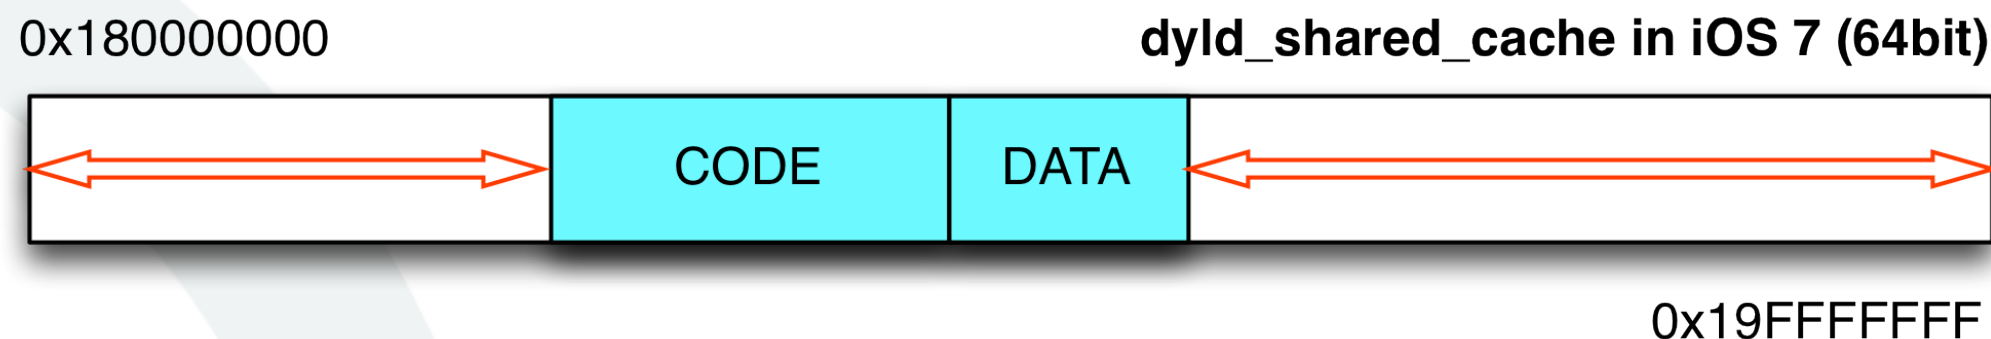 0x180000000
dyld_shared_cache in iOS 7 (64bit)
CODE
DATA
0x19FFFFFFF